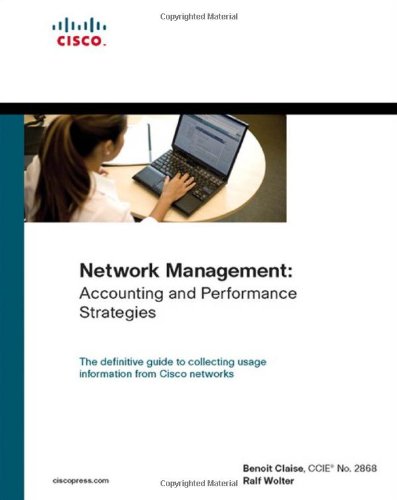 Copyrighted Material
CISCO.
Network Management:
Accounting and Performance
Strategies
The definitive guide to collecting usage
information from Cisco networks
Benoit Claise, CCIE® No. 2868
ciscopress.com
Ralf Wolter
Copyrighted Material